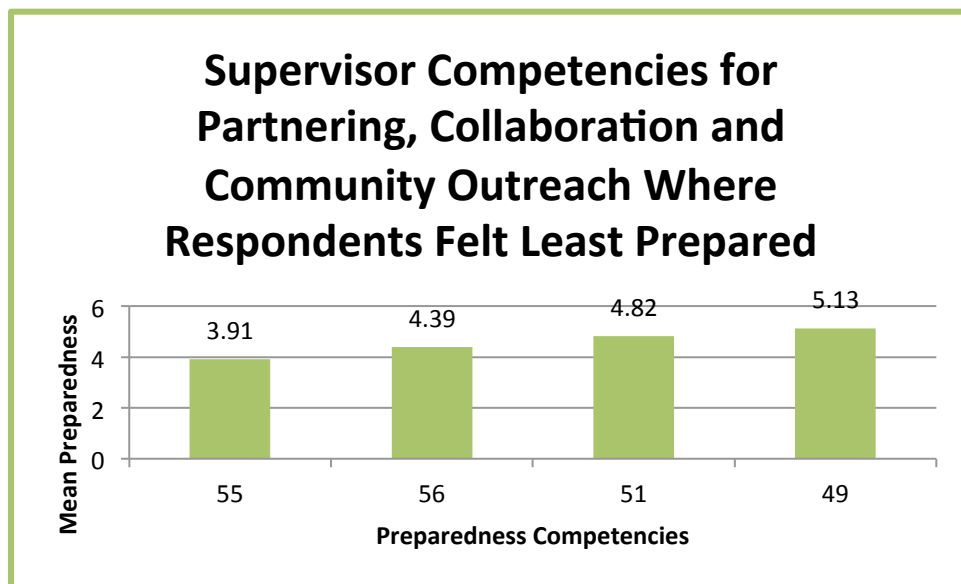 Supervisor Competencies for
Partnering, Collaboration and
Community Outreach Where
Respondents Felt Least Prepared
Mean Preparedness
6
4
2
0
3.91
4.39
4.82
5.13
55
56
51
49
Preparedness Competencies